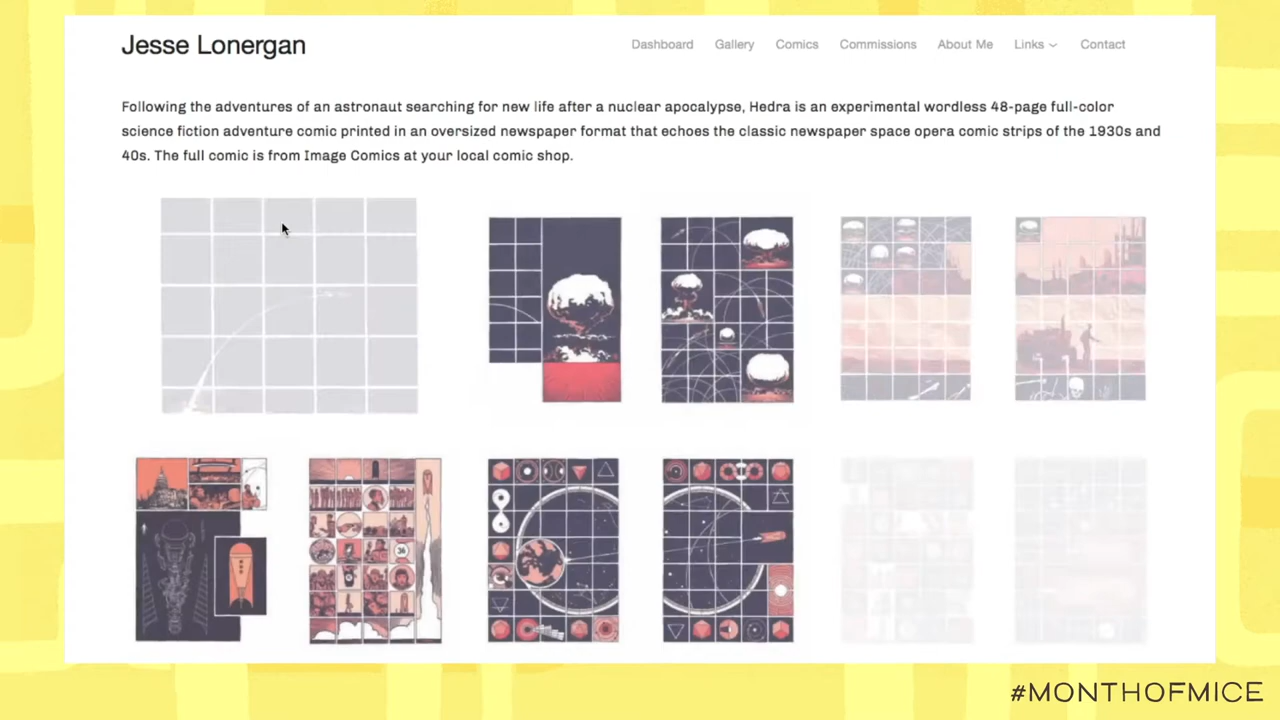 Jesse Lonergan
Dashboard Gallery Comics Commissions About Me Links Contact
Following the adventures of an astronaut searching for new life after a nuclear apocalypse, Hedra is an experimental wordless 48-page full-color
science fiction adventure comic printed in an oversized newspaper format that echoes the classic newspaper space opera comic strips of the 1930s and
40s. The full comic is from Image Comics at your local comic shop.
36
#MONTHOFMICE